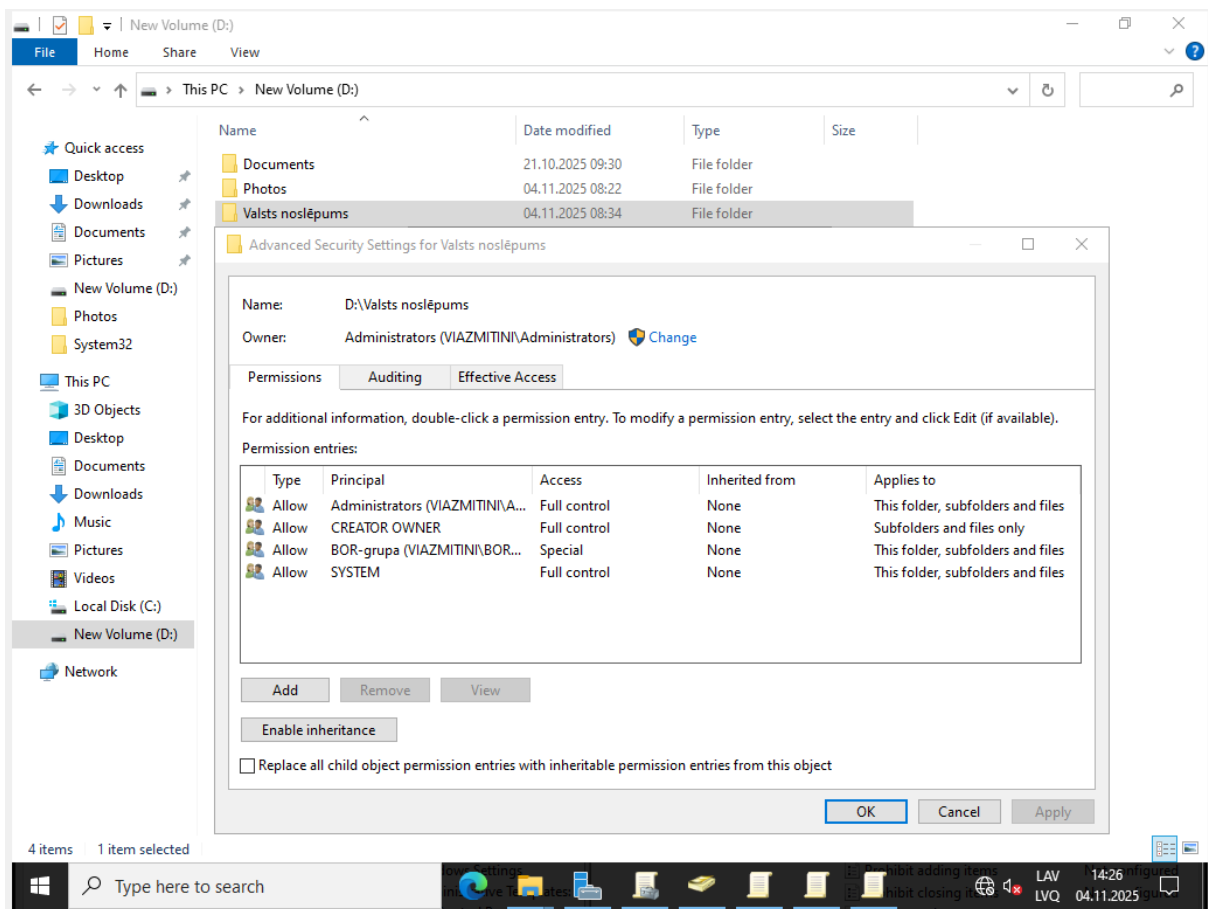 New Volume (D:)
File Home Share View
This PC > New Volume (D:)
Name Date modified Type Size
Quick access
Desktop
Downloads
Documents
Pictures
New Volume (D:)
Photos
System32
This PC
3D Objects
Desktop
Documents
Downloads
Music
Pictures
Videos
Local Disk (C:)
New Volume (D:)
Network
Documents 21.10.2025 09:30 File folder
Photos 04.11.2025 08:22 File folder
Valsts noslēpums 04.11.2025 08:34 File folder
Advanced Security Settings for Valsts noslēpums
Name: D:\Valsts noslēpums
Owner: Administrators (VIAZMITINI\Administrators) Change
Permissions Auditing Effective Access
For additional information, double-click a permission entry. To modify a permission entry, select the entry and click Edit (if available).
Permission entries:
Type Principal Access Inherited from Applies to
Allow Administrators (VIAZMITINI\A... Full control None This folder, subfolders and files
Allow CREATOR OWNER Full control None Subfolders and files only
Allow BOR-grupa (VIAZMITINI\BOR... Special None This folder, subfolders and files
Allow SYSTEM Full control None This folder, subfolders and files
Add Remove View
Enable inheritance
Replace all child object permission entries with inheritable permission entries from this object
OK Cancel Apply
4 items 1 item selected
Type here to search
LAV 14:26
LVQ 04.11.2025